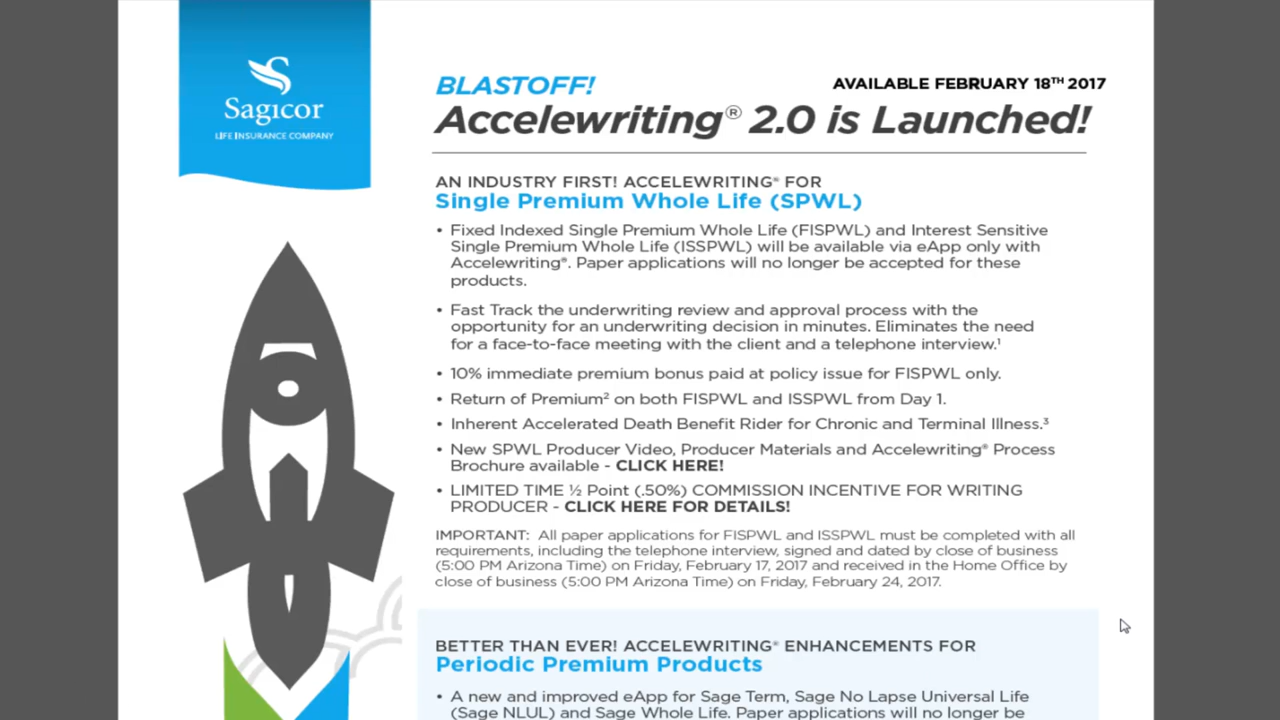 Sagicor
LIFE INSURANCE COMPANY
BLASTOFF!
AVAILABLE FEBRUARY 18TH 2017
Accelewriting® 2.0 is Launched!
AN INDUSTRY FIRST! ACCELEWRITING® FOR
Single Premium Whole Life (SPWL)
• Fixed Indexed Single Premium Whole Life (FISPWL) and Interest Sensitive
Single Premium Whole Life (ISSPWL) will be available via eApp only with
Accelewriting®. Paper applications will no longer be accepted for these
products.
• Fast Track the underwriting review and approval process with the
opportunity for an underwriting decision in minutes. Eliminates the need
for a face-to-face meeting with the client and a telephone interview.¹
• 10% immediate premium bonus paid at policy issue for FISPWL only.
• Return of Premium² on both FISPWL and ISSPWL from Day 1.
• Inherent Accelerated Death Benefit Rider for Chronic and Terminal Illness.³
• New SPWL Producer Video, Producer Materials and Accelewriting® Process
Brochure available - CLICK HERE!
• LIMITED TIME ½ Point (.50%) COMMISSION INCENTIVE FOR WRITING
PRODUCER - CLICK HERE FOR DETAILS!
IMPORTANT: All paper applications for FISPWL and ISSPWL must be completed with all
requirements, including the telephone interview, signed and dated by close of business
(5:00 PM Arizona Time) on Friday, February 17, 2017 and received in the Home Office by
close of business (5:00 PM Arizona Time) on Friday, February 24, 2017.
BETTER THAN EVER! ACCELEWRITING® ENHANCEMENTS FOR
Periodic Premium Products
• A new and improved eApp for Sage Term, Sage No Lapse Universal Life
(Sage NLUL) and Sage Whole Life. Paper applications will no longer be